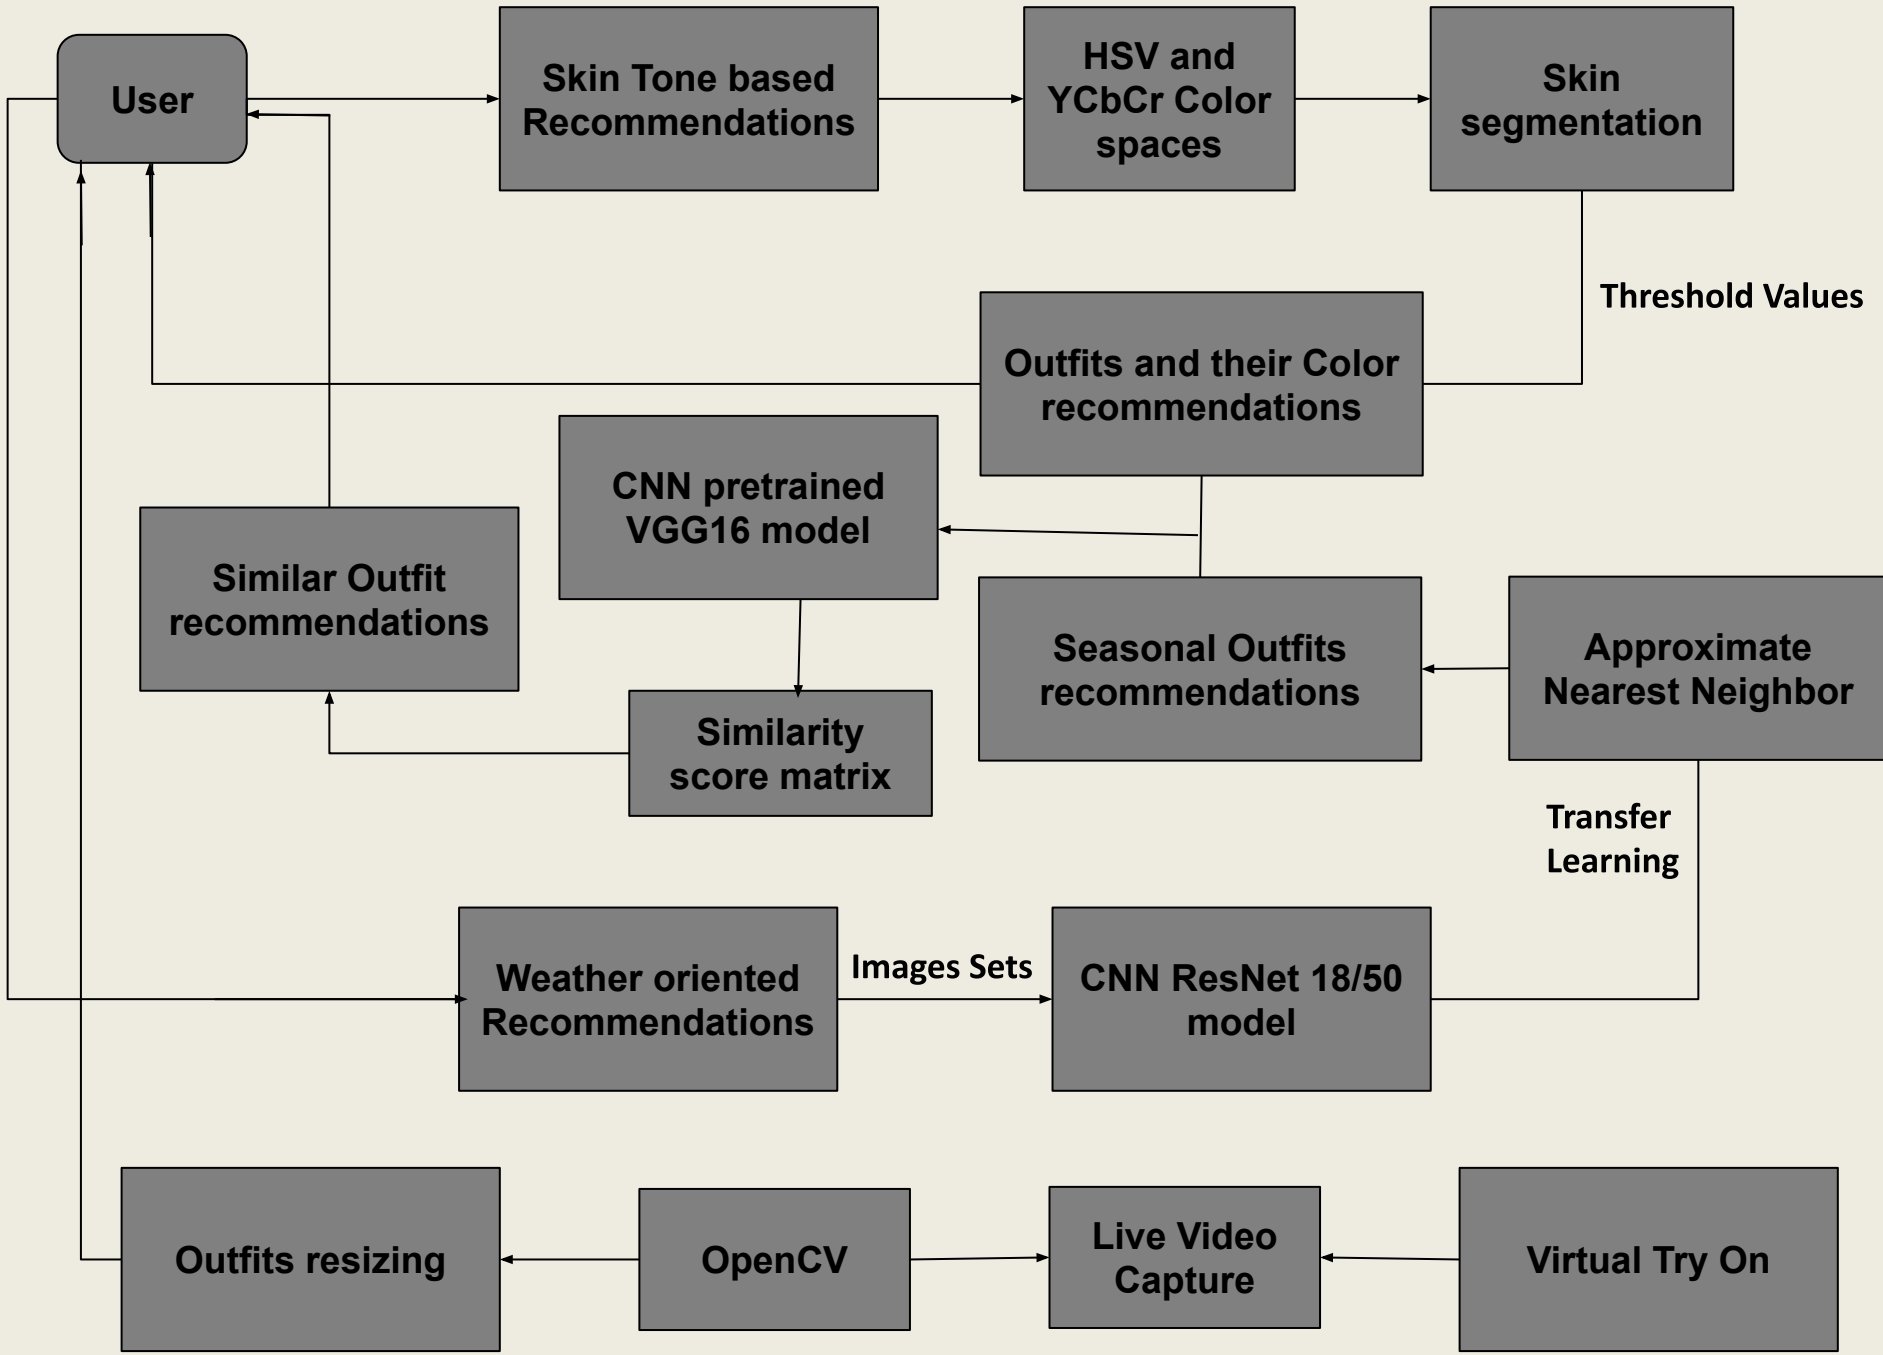 User
Skin Tone based
Recommendations
HSV and
YCbCr Color
spaces
Skin
segmentation
Threshold Values
Outfits and their Color
recommendations
CNN pretrained
VGG16 model
Similar Outfit
recommendations
Seasonal Outfits
recommendations
Approximate
Nearest Neighbor
Similarity
score matrix
Transfer
Learning
Weather oriented
Recommendations
Images Sets
CNN ResNet 18/50
model
Outfits resizing
OpenCV
Live Video
Capture
Virtual Try On